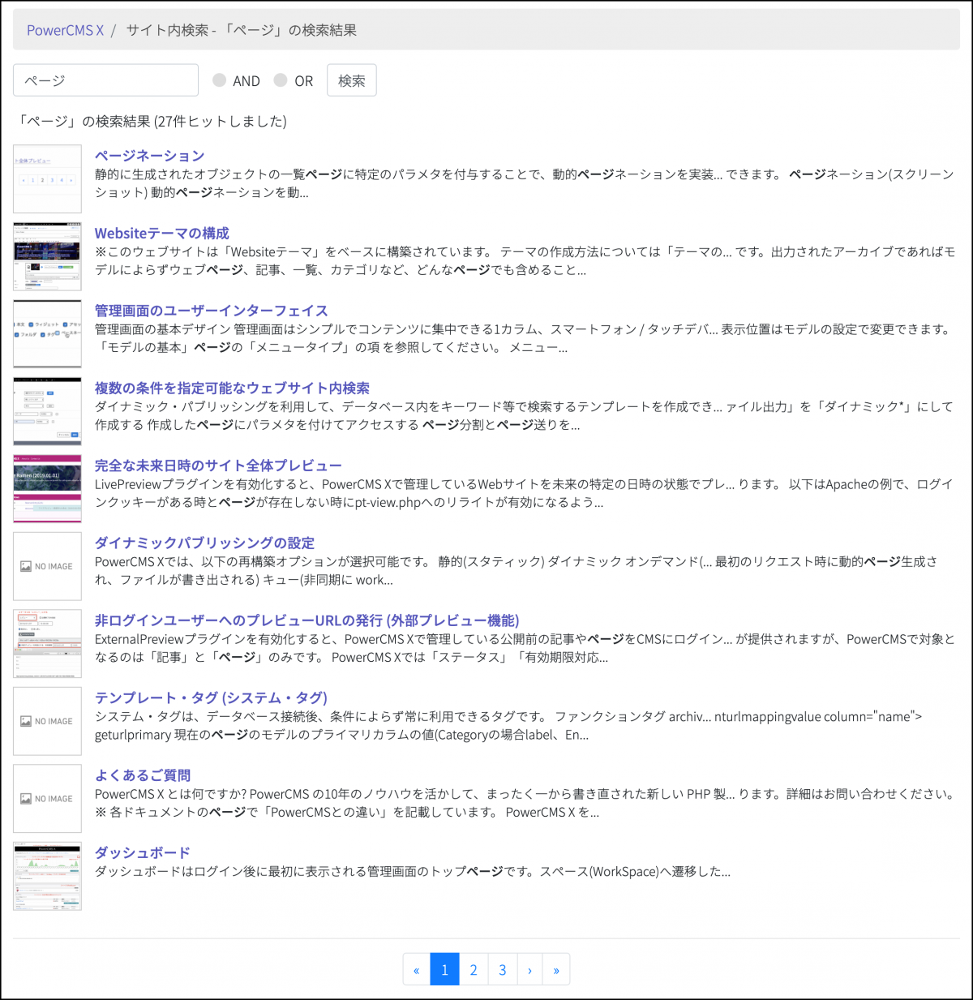 PowerCMS X / サイト内検索 - 「ページ」の検索結果
ページ
AND
OR
検索
「ページ」の検索結果 (27件ヒットしました)
ト全体プレビュー
« 1 2 3 4 »
ページネーション
静的に生成されたオブジェクトの一覧ページに特定のパラメタを付与することで、動的ページネーションを実装... できます。 ページネーション(スクリーン
ショット) 動的ページネーションを動...
Websiteテーマの構成
※このウェブサイトは「Websiteテーマ」をベースに構築されています。 テーマの作成方法については「テーマの... です。出力されたアーカイブであればモ
デルによらずウェブページ、記事、一覧、カテゴリなど、どんなページでも含めること...
本文 ウィジェット アセッ
フォルダ タグ
管理画面のユーザーインターフェイス
管理画面の基本デザイン 管理画面はシンプルでコンテンツに集中できる1カラム、スマートフォン / タッチデバ... 表示位置はモデルの設定で変更できます。
「モデルの基本」ページの「メニュータイプ」の項 を参照してください。 メニュー...
複数の条件を指定可能なウェブサイト内検索
ダイナミック・パブリッシングを利用して、データベース内をキーワード等で検索するテンプレートを作成でき... ァイル出力」を「ダイナミック*」にして
作成する 作成したページにパラメタを付けてアクセスする ページ分割とページ送りを...
Ramen (2019.01.01)
完全な未来日時のサイト全体プレビュー
LivePreviewプラグインを有効化すると、PowerCMS Xで管理しているWebサイトを未来の特定の日時の状態でプレ... ります。 以下はApacheの例で、ログイ
ンクッキーがある時とページが存在しない時にpt-view.phpへのリライトが有効になるよう...
NO IMAGE
ダイナミックパブリッシングの設定
PowerCMS Xでは、以下の再構築オプションが選択可能です。 静的(スタティック) ダイナミック オンデマンド(... 最初のリクエスト時に動的ページ生成さ
れ、ファイルが書き出される) キュー(非同期に work...
非ログインユーザーへのプレビューURLの発行 (外部プレビュー機能)
ExternalPreviewプラグインを有効化すると、PowerCMS Xで管理している公開前の記事やページをCMSにログイン... が提供されますが、PowerCMSで対象と
なるのは「記事」と「ページ」のみです。 PowerCMS Xでは「ステータス」「有効期限対応...
NO IMAGE
テンプレート・タグ (システム・タグ)
システム・タグは、データベース接続後、条件によらず常に利用できるタグです。 ファンクションタグ archiv... nturlmappingvalue column="name">
geturlprimary 現在のページのモデルのプライマリカラムの値(Categoryの場合label、En...
NO IMAGE
よくあるご質問
PowerCMS X とは何ですか? PowerCMS の10年のノウハウを活かして、まったく一から書き直された新しい PHP 製... ります。詳細はお問い合わせください。
※ 各ドキュメントのページで「PowerCMSとの違い」を記載しています。 PowerCMS X を...
ダッシュボード
ダッシュボードはログイン後に最初に表示される管理画面のトップページです。スペース(WorkSpace)へ遷移した...
« 1 2 3 › »